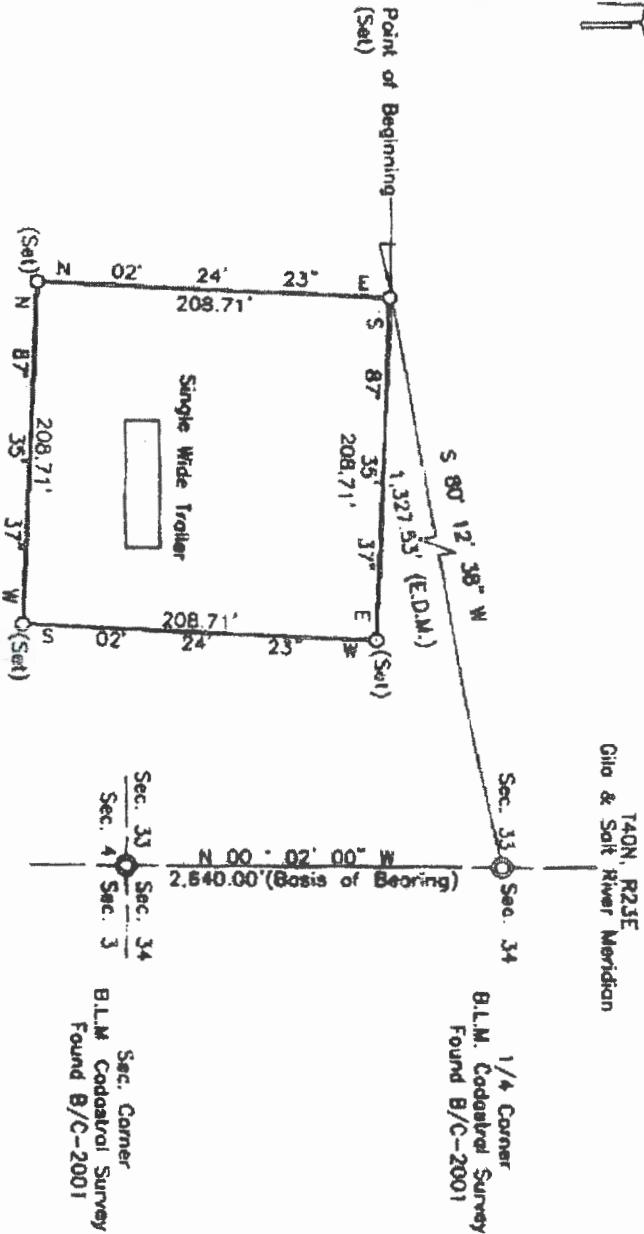 T40N, R23E
Gila & Salt River Meridian
1/4 Corner
B.L.M. Cadastral Survey
Found B/C-2001
Sec. 33
Sec. 34
N 00° 02' 00" W
2,640.00' (Basis of Bearing)
Sec. 33
Sec. 34
Sec. 4
Sec. 3
Sec. Corner
B.L.M. Cadastral Survey
Found B/C-2001
S 80° 12' 38" W
1,327.53' (E.D.M.)
Point of Beginning
(Set)
S 87° 35' 37" E
208.71'
(Set)
S 02° 24' 23" W
208.71'
(Set)
N 87° 35' 37" W
208.71'
(Set)
N 02° 24' 23" E
208.71'
Single Wide Trailer